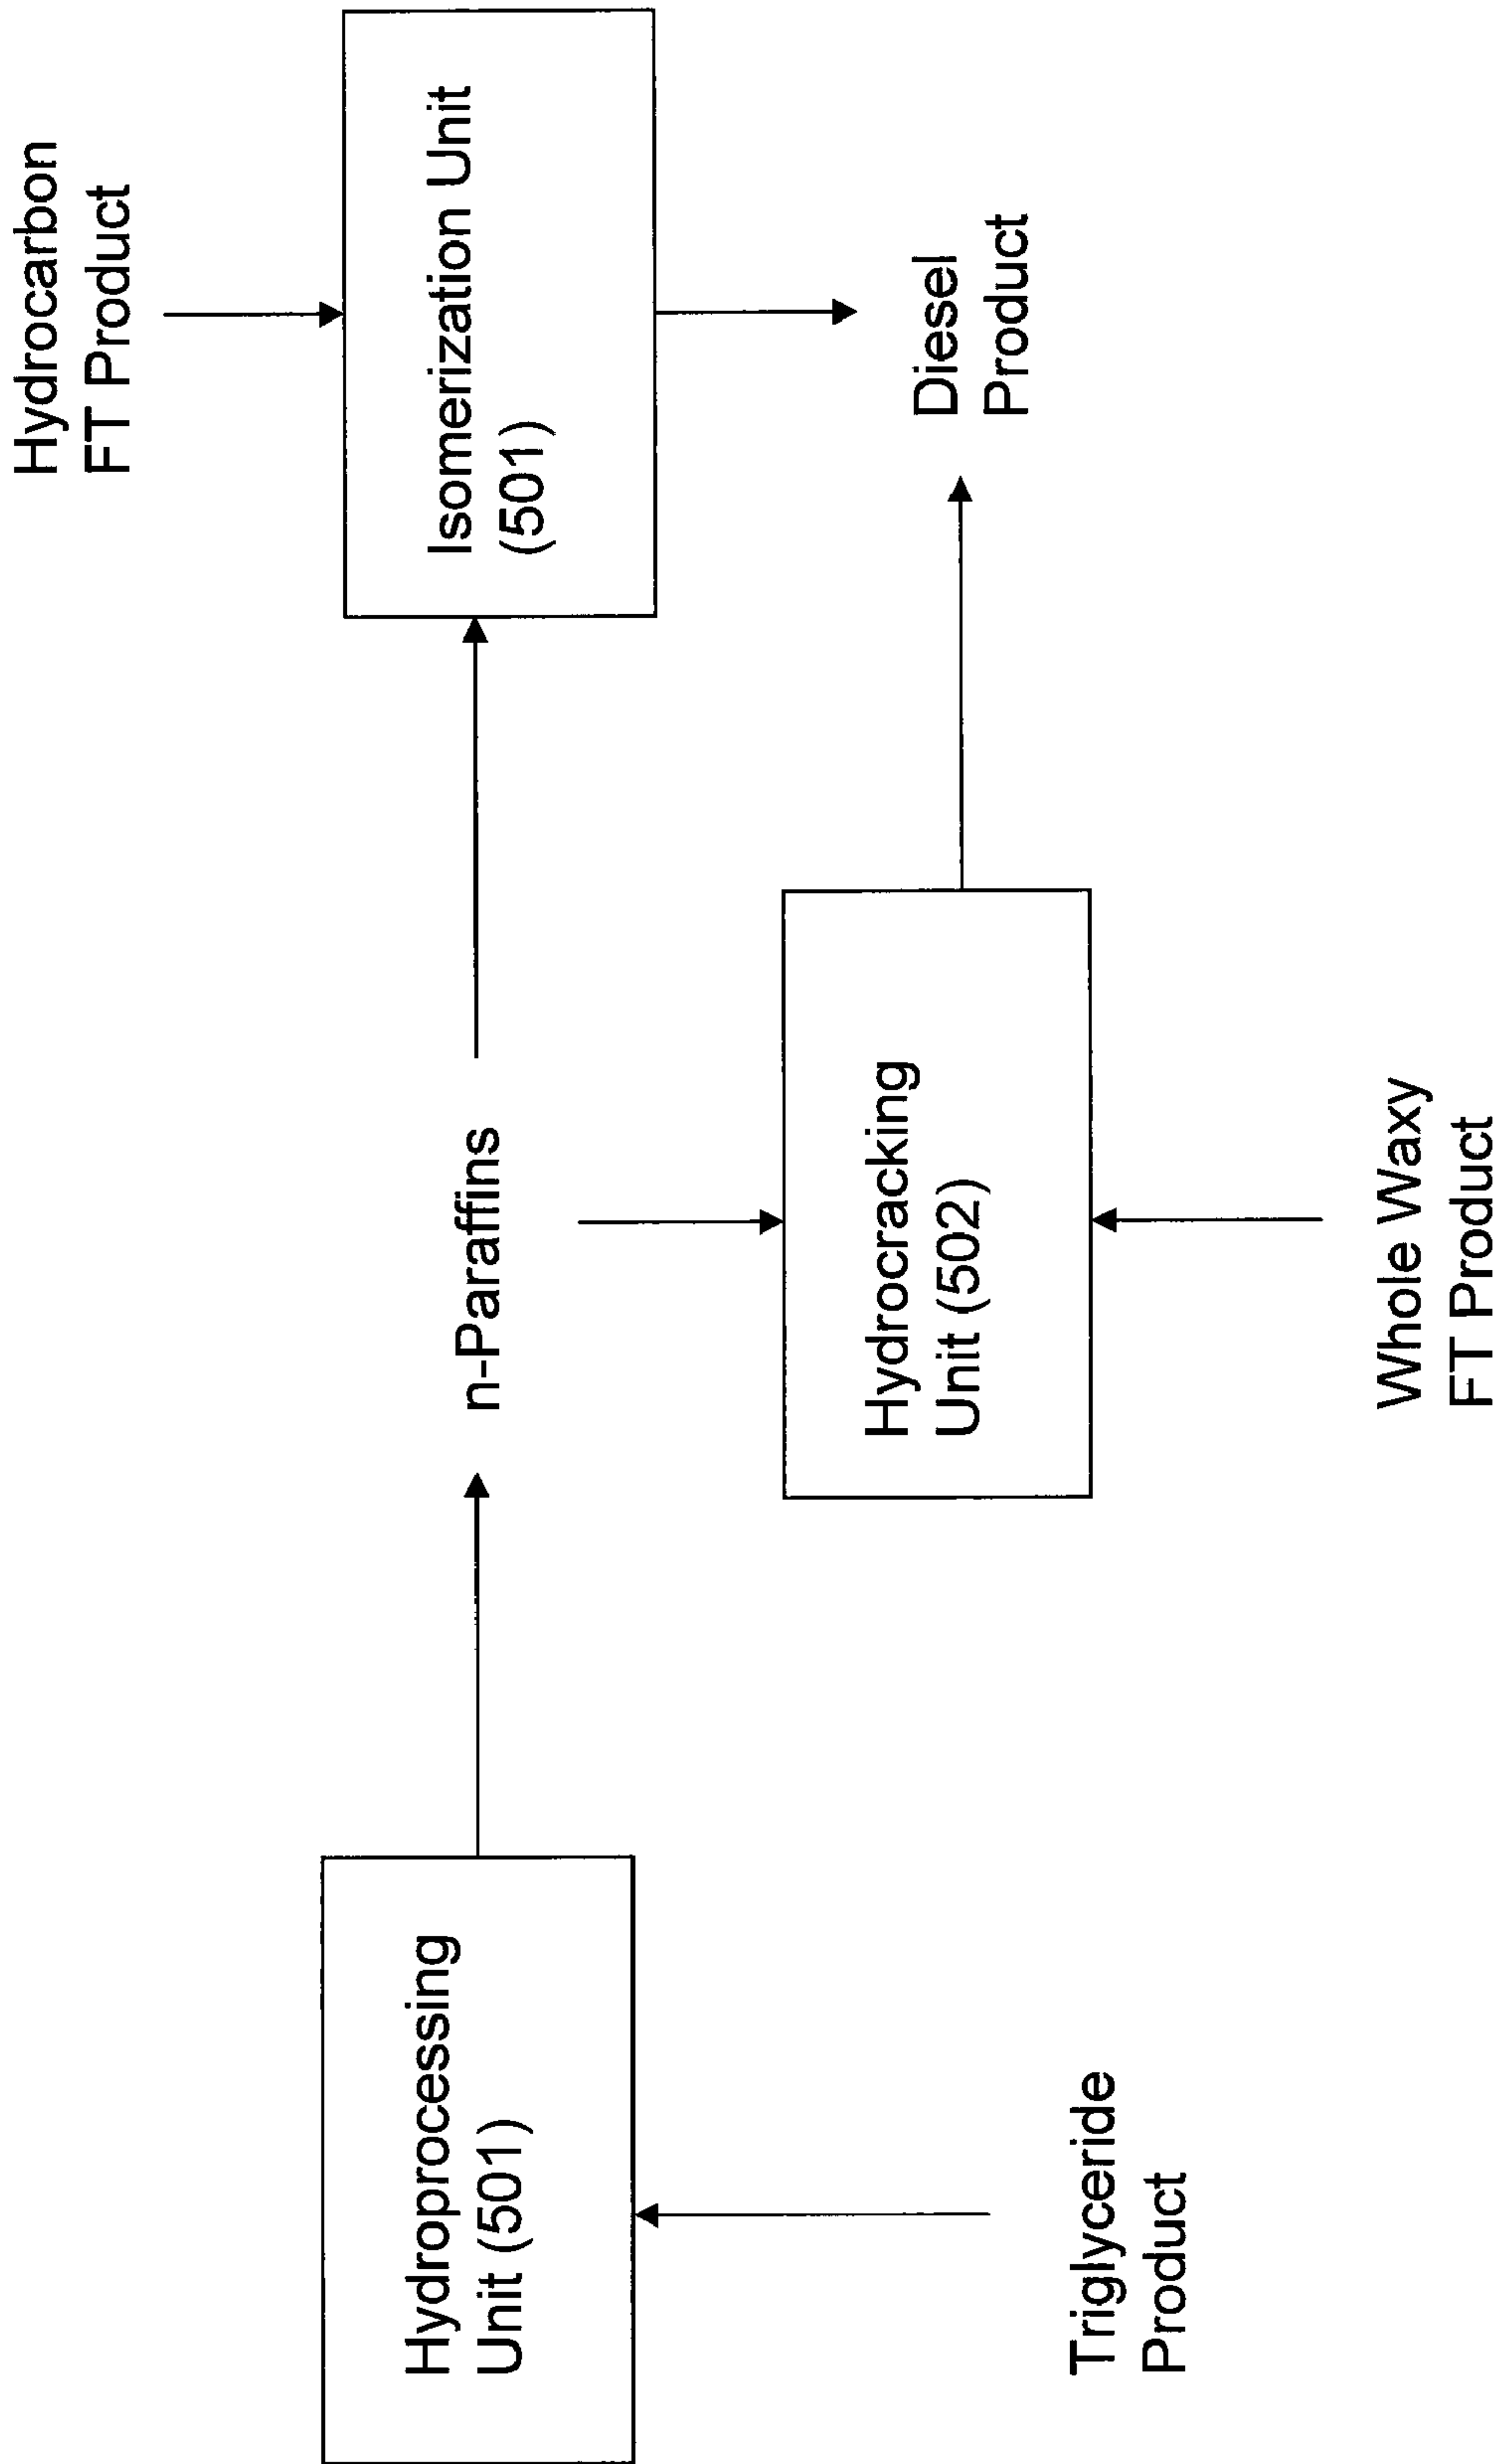 Hydrocarbon
FT Product
Isomerization Unit
(501)
n-Paraffins
Hydroprocessing
Unit (501)
Hydrocracking
Unit (502)
Diesel
Product
Triglyceride
Product
Whole Waxy
FT Product